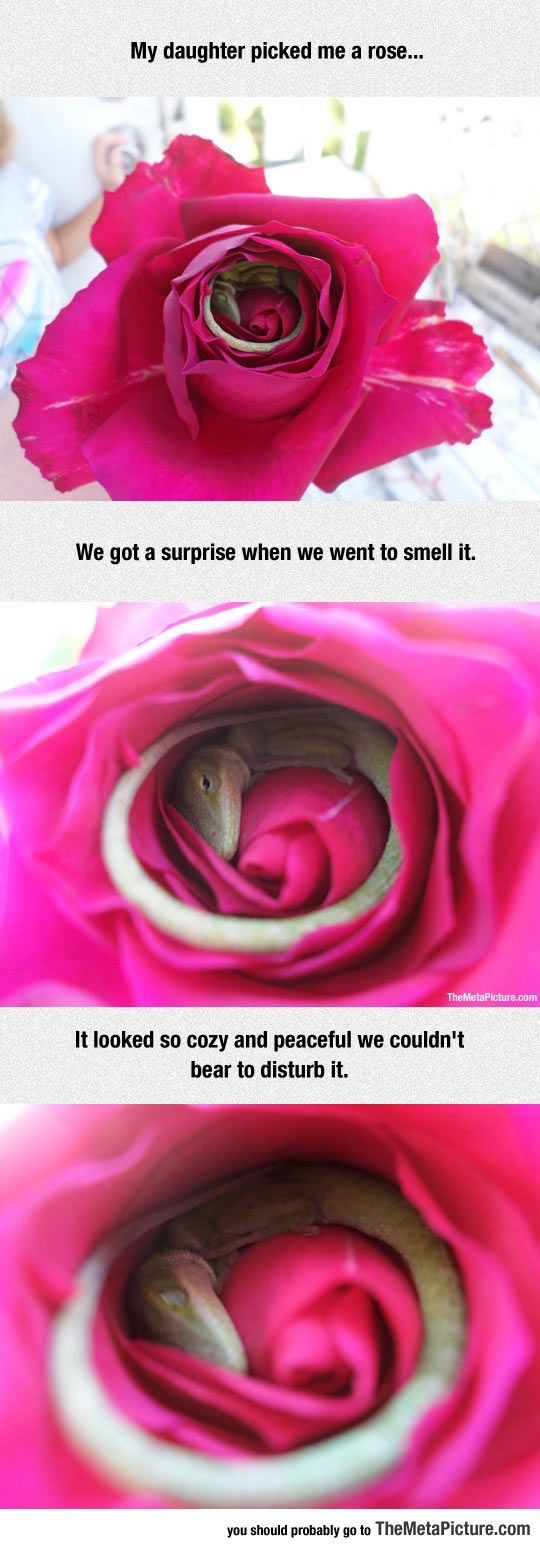 My daughter picked me a rose...
We got a surprise when we went to smell it.
TheMetaPicture.com
It looked so cozy and peaceful we couldn't
bear to disturb it.
you should probably go to TheMetaPicture.com